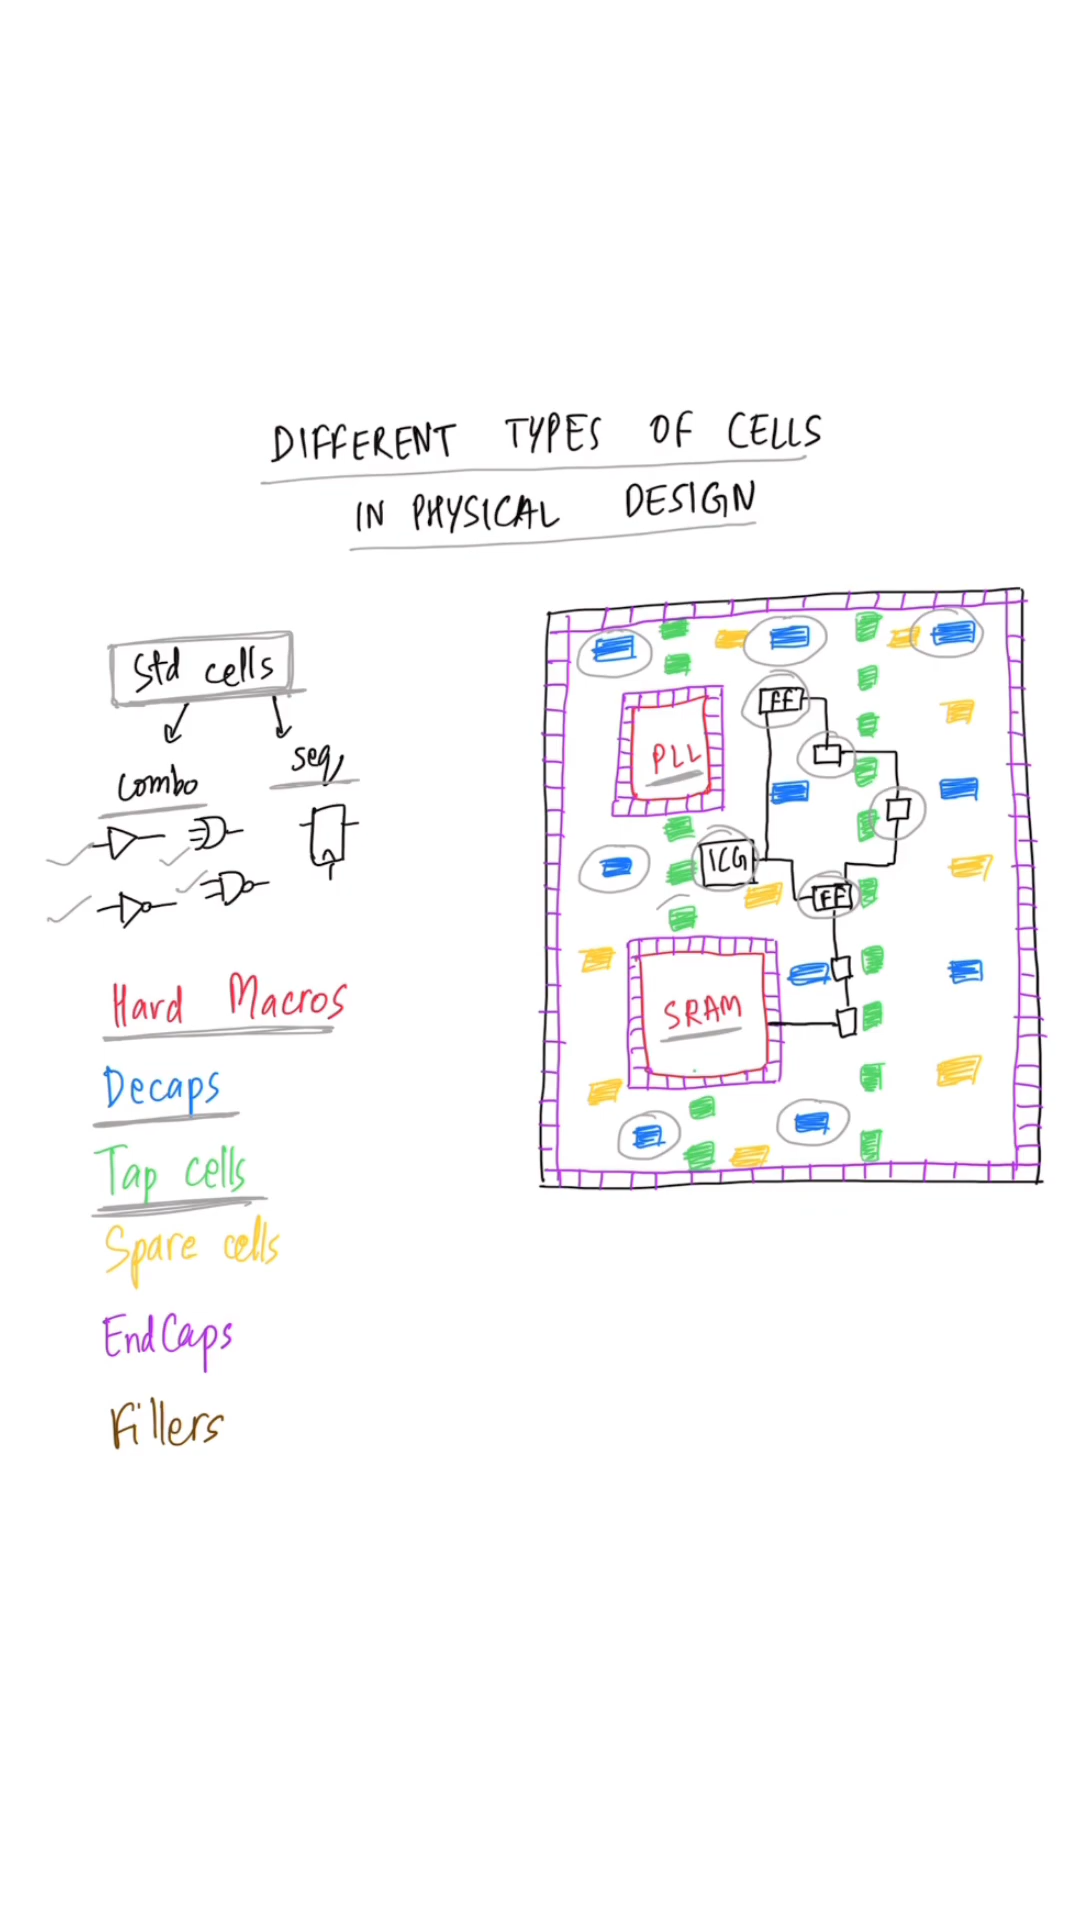 DIFFERENT TYPES OF CELLS
IN PHYSICAL DESIGN
Std cells
combo
seq
Hard Macros
Decaps
Tap cells
Spare cells
EndCaps
Fillers
FF
PLL
ICG
FF
SRAM